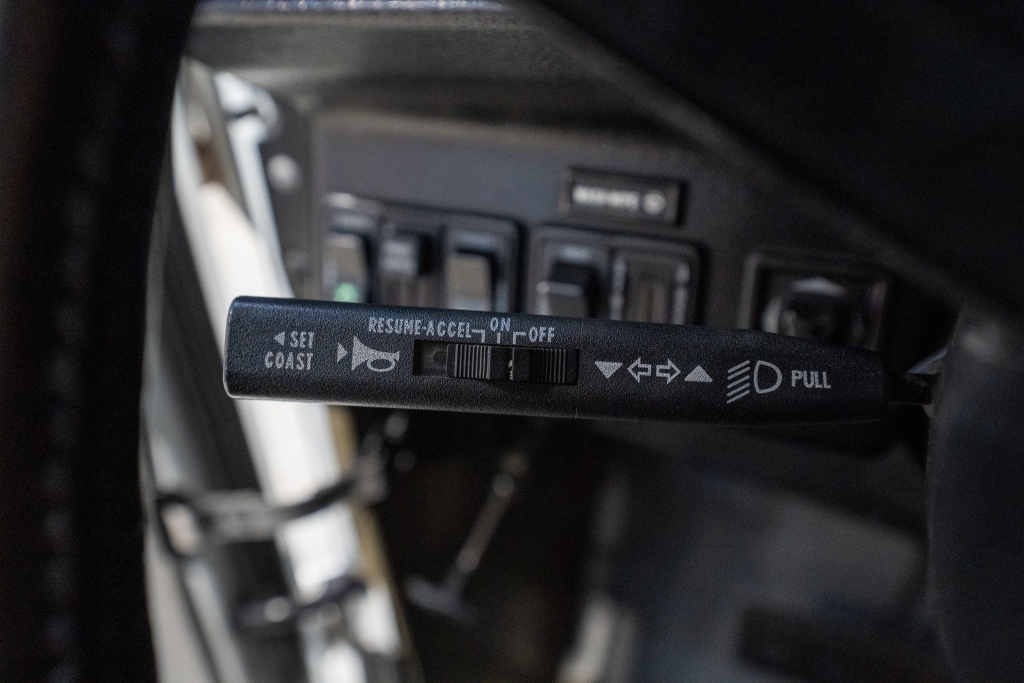 SET
COAST
RESUME-ACCEL
ON
OFF
PULL